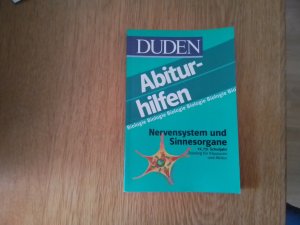 DUDEN
Abitur-
hilfen
Biologie Biologie Biologie Biologie Biologie Bio
Nervensystem und
Sinnesorgane